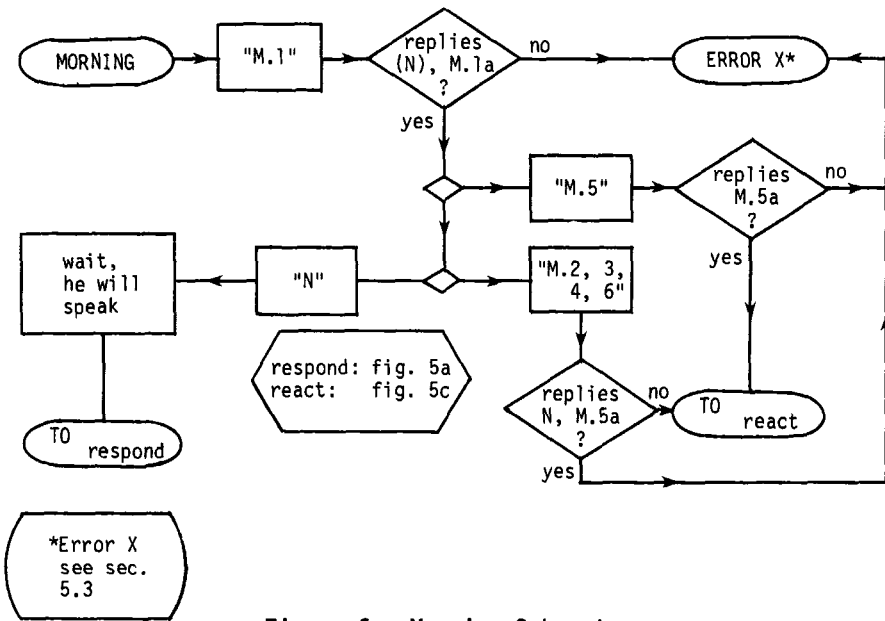 MORNING
"M.1"
replies
(N), M.1a
?
no
ERROR X*
yes
"M.5"
replies
M.5a
?
no
yes
wait,
he will
speak
"N"
"M.2, 3,
4, 6"
respond: fig. 5a
react: fig. 5c
replies
N, M.5a
?
no
yes
TO
react
TO
respond
*Error X
see sec.
5.3